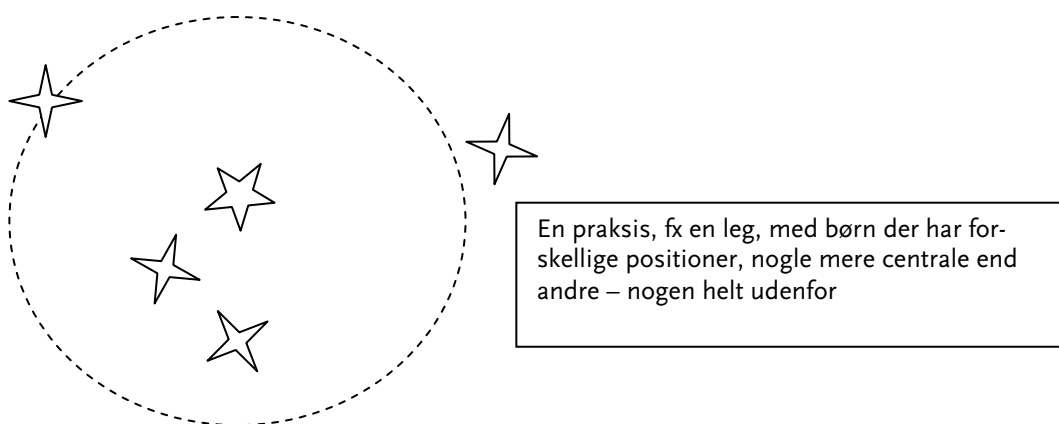 En praksis, fx en leg, med børn der har for-
skellige positioner, nogle mere centrale end
andre – nogen helt udenfor